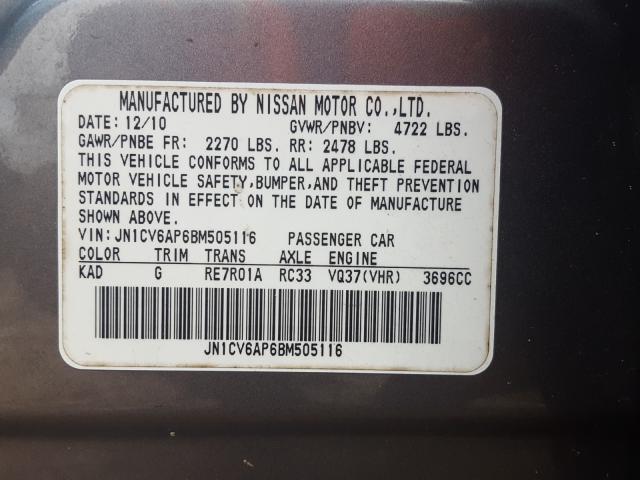 MANUFACTURED BY NISSAN MOTOR CO.,LTD.
DATE: 12/10 GVWR/PNBV: 4722 LBS.
GAWR/PNBE FR: 2270 LBS. RR: 2478 LBS.
THIS VEHICLE CONFORMS TO ALL APPLICABLE FEDERAL
MOTOR VEHICLE SAFETY,BUMPER,AND THEFT PREVENTION
STANDARDS IN EFFECT ON THE DATE OF MANUFACTURE
SHOWN ABOVE.
VIN:JN1CV6AP6BM505116 PASSENGER CAR
COLOR TRIM TRANS AXLE ENGINE
KAD G RE7R01A RC33 VQ37(VHR) 3696CC
JN1CV6AP6BM505116